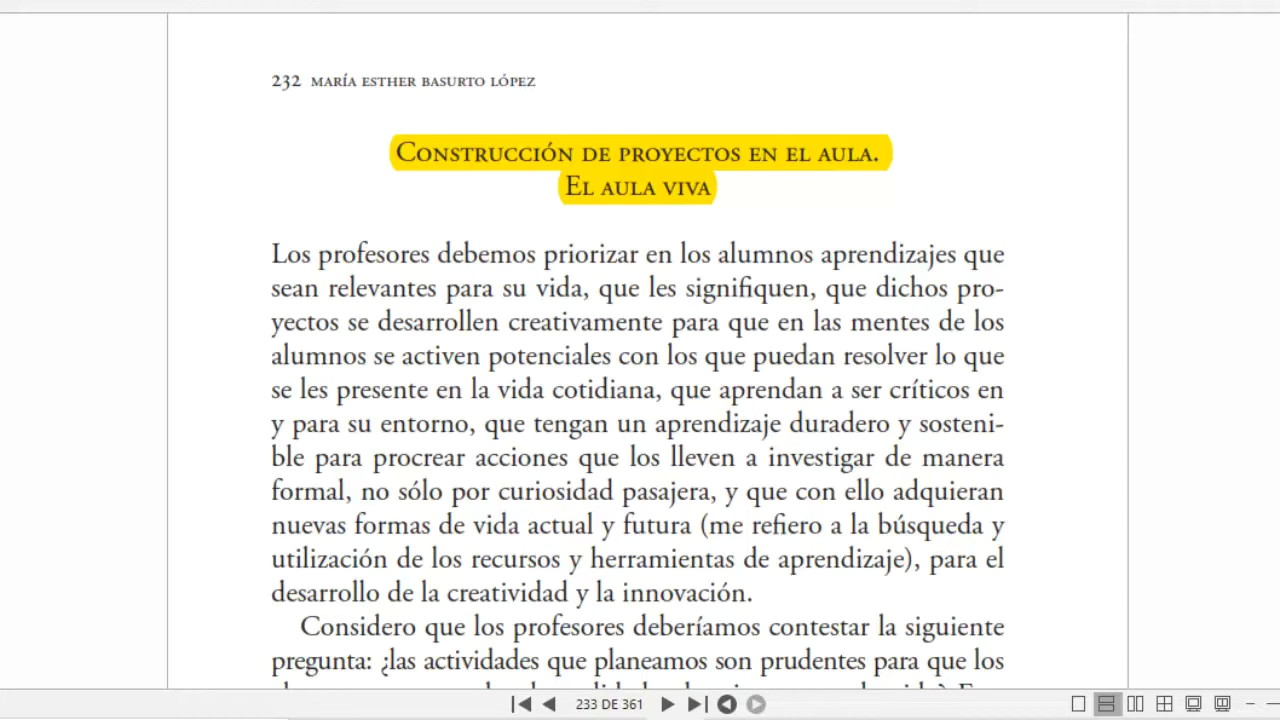 232 MARÍA ESTHER BASURTO LÓPEZ
CONSTRUCCIÓN DE PROYECTOS EN EL AULA.
EL AULA VIVA
Los profesores debemos priorizar en los alumnos aprendizajes que
sean relevantes para su vida, que les signifiquen, que dichos pro-
yectos se desarrollen creativamente para que en las mentes de los
alumnos se activen potenciales con los que puedan resolver lo que
se les presente en la vida cotidiana, que aprendan a ser críticos en
y para su entorno, que tengan un aprendizaje duradero y sosteni-
ble para procrear acciones que los lleven a investigar de manera
formal, no sólo por curiosidad pasajera, y que con ello adquieran
nuevas formas de vida actual y futura (me refiero a la búsqueda y
utilización de los recursos y herramientas de aprendizaje), para el
desarrollo de la creatividad y la innovación.
Considero que los profesores deberíamos contestar la siguiente
pregunta: ¿las actividades que planeamos son prudentes para que los
233 DE 361